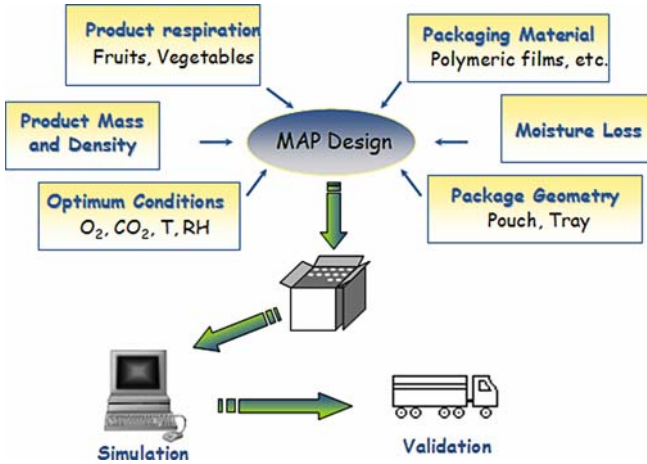 Product respiration
Fruits, Vegetables
Packaging Material
Polymeric films, etc.
Product Mass
and Density
MAP Design
Moisture Loss
Optimum Conditions
O₂, CO₂, T, RH
Package Geometry
Pouch, Tray
Simulation
Validation